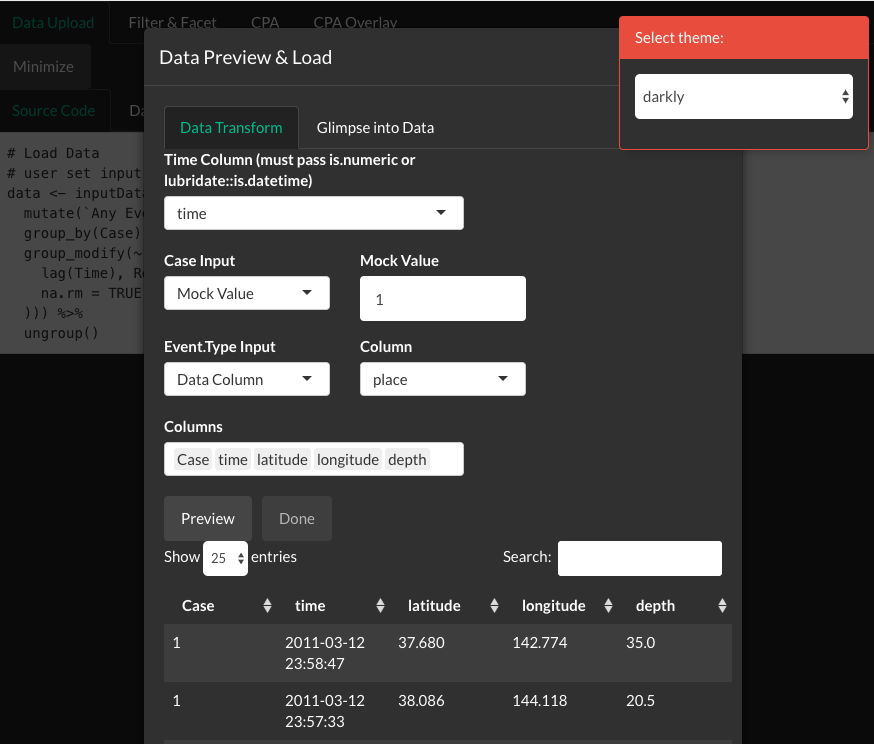 Data Upload
Filter & Facet
CPA
CPA Overlay
Select theme:
darkly
Minimize
Data Preview & Load
Source Code
Data Transform
Glimpse into Data
# Load Data
# user set input
data <- inputDat
mutate(`Any Eve
group_by(Case)
group_modify(~
lag(Time), Re
na.rm = TRUE
))) %>%
ungroup()
Time Column (must pass is.numeric or
lubridate::is.datetime)
time
Case Input
Mock Value
Mock Value
1
Event.Type Input
Column
Data Column
place
Columns
Case time latitude longitude depth
Preview
Done
Show 25 entries
Search:
Case time latitude longitude depth
1 2011-03-12 37.680 142.774 35.0
23:58:47
1 2011-03-12 38.086 144.118 20.5
23:57:33